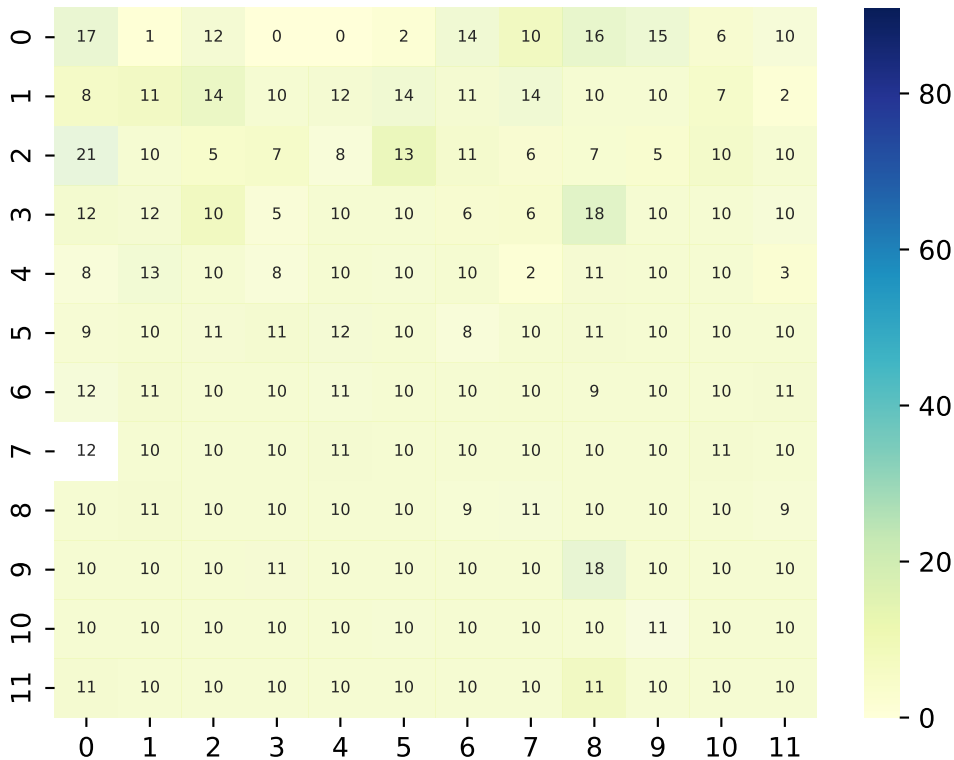 0 17 1 12 0 0 2 14 10 16 15 6 10
1 8 11 14 10 12 14 11 14 10 10 7 2
80
2 21 10 5 7 8 13 11 6 7 5 10 10
3 12 12 10 5 10 10 6 6 18 10 10 10
60
4 8 13 10 8 10 10 10 2 11 10 10 3
5 9 10 11 11 12 10 8 10 11 10 10 10
6 12 11 10 10 11 10 10 10 9 10 10 11
40
7 12 10 10 10 11 10 10 10 10 10 11 10
8 10 11 10 10 10 10 9 11 10 10 10 9
9 10 10 10 11 10 10 10 10 18 10 10 10
20
10 10 10 10 10 10 10 10 10 10 11 10 10
11 11 10 10 10 10 10 10 10 11 10 10 10
0
0 1 2 3 4 5 6 7 8 9 10 11